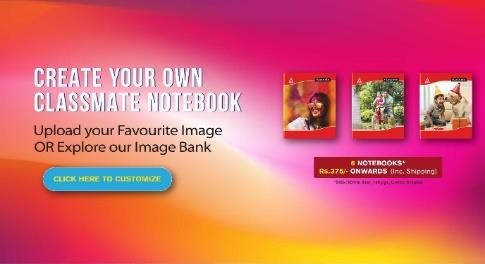 CREATE YOUR OWN
CLASSMATE NOTEBOOK
Upload your Favourite Image
OR Explore our Image Bank
CLICK HERE TO CUSTOMIZE
6 NOTEBOOKS*
Rs.375/- ONWARDS (Inc. Shipping)